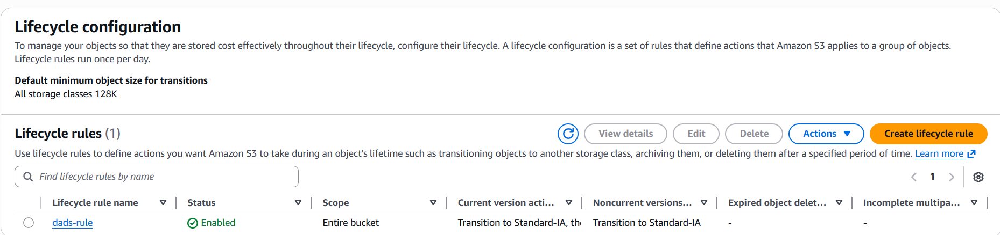 Lifecycle configuration
To manage your objects so that they are stored cost effectively throughout their lifecycle, configure their lifecycle. A lifecycle configuration is a set of rules that define actions that Amazon S3 applies to a group of objects.
Lifecycle rules run once per day.
Default minimum object size for transitions
All storage classes 128K
Lifecycle rules (1)
View details
Edit
Delete
Actions
Create lifecycle rule
Use lifecycle rules to define actions you want Amazon S3 to take during an object's lifetime such as transitioning objects to another storage class, archiving them, or deleting them after a specified period of time. Learn more
Find lifecycle rules by name
1
Lifecycle rule name Status Scope Current version acti... Noncurrent versions... Expired object delet... Incomplete multipa...
dads-rule Enabled Entire bucket Transition to Standard-IA, the Transition to Standard-IA - -